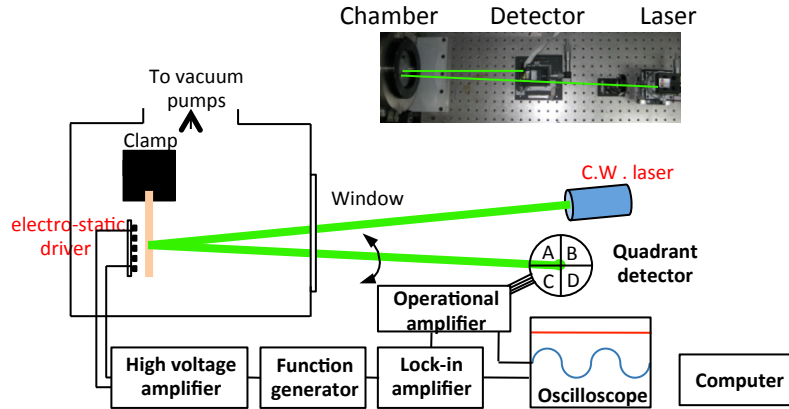 Chamber Detector Laser
To vacuum
pumps
Clamp
C.W . laser
Window
electro-static
driver
A B
C D
Quadrant
detector
Operational
amplifier
High voltage
amplifier
Function
generator
Lock-in
amplifier
Oscilloscope
Computer